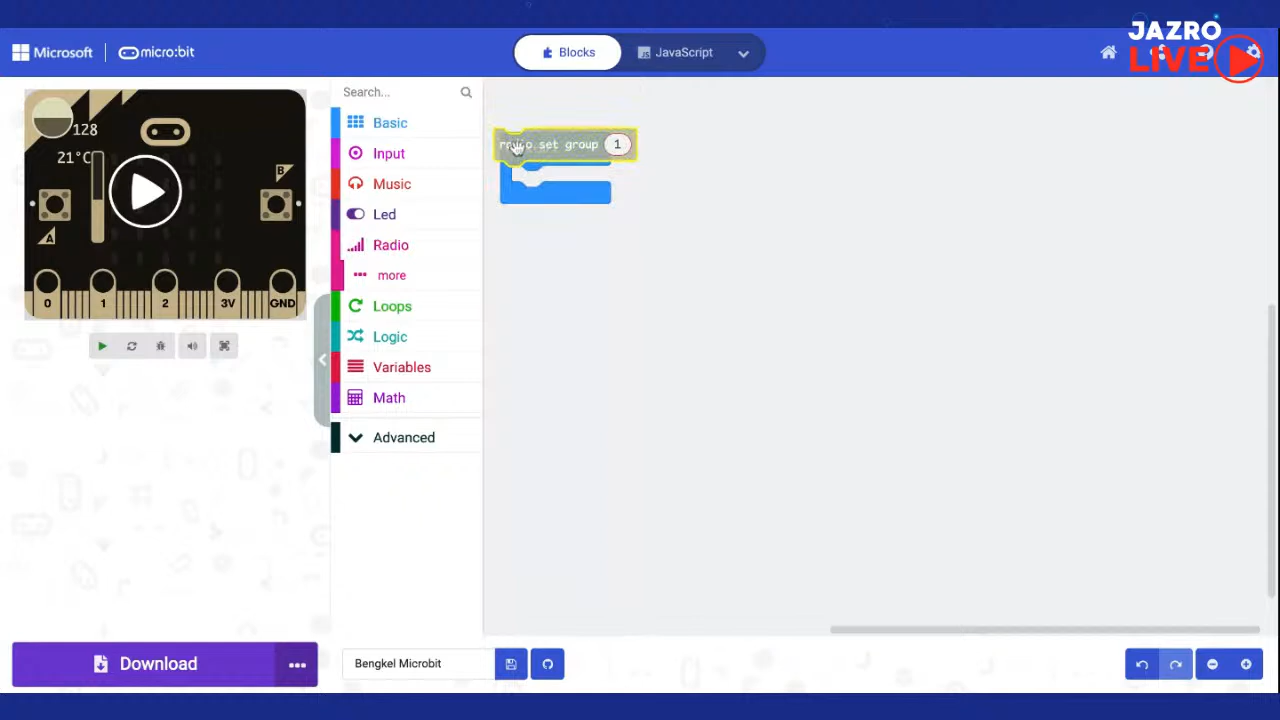 JAZRO
LIVE
Microsoft
micro:bit
Blocks
JavaScript
128
21°C
B
A
0
1
2
3V
GND
Search...
Basic
Input
Music
Led
Radio
more
Loops
Logic
Variables
Math
Advanced
radio set group 1
Download
Bengkel Microbit